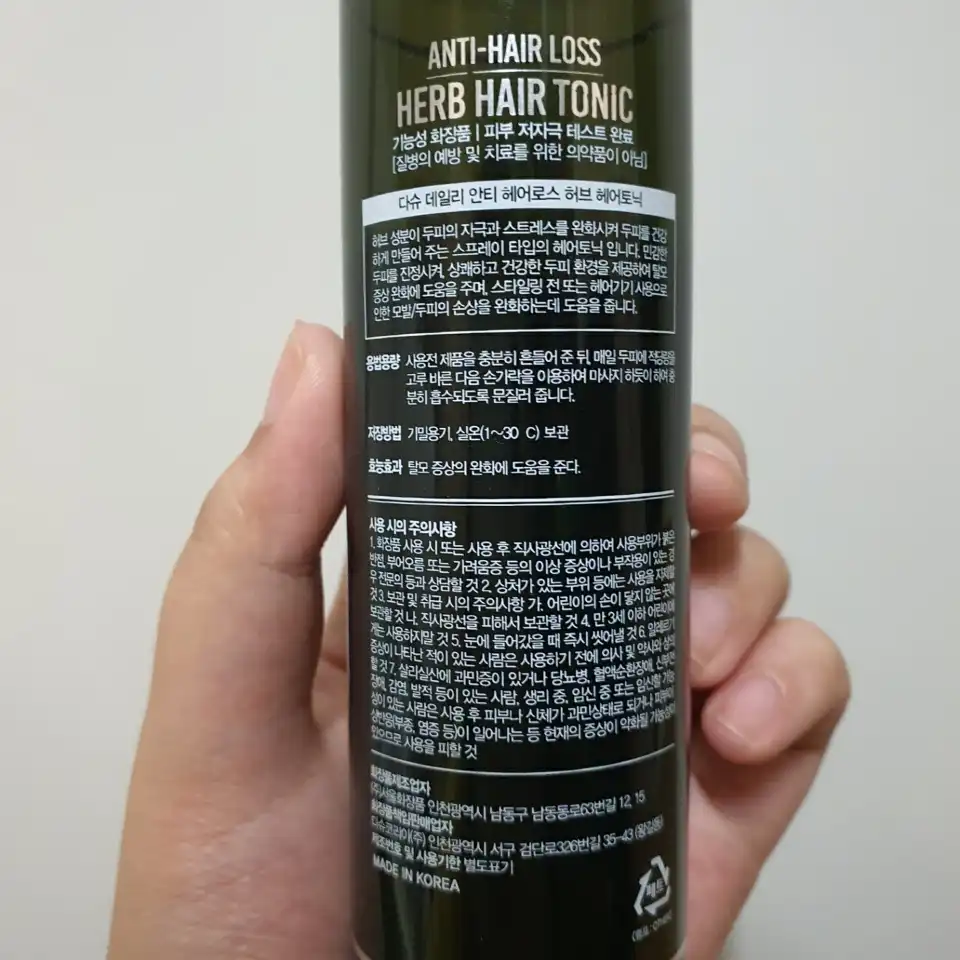 ANTI-HAIR LOSS
HERB HAIR TONIC
기능성 화장품 | 피부 저자극 테스트 완료
[질병의 예방 및 치료를 위한 의약품이 아님]
다슈 데일리 안티 헤어로스 허브 헤어토닉
허브 성분이 두피의 자극과 스트레스를 완화시켜 두피를 건강
하게 만들어 주는 스프레이 타입의 헤어토닉 입니다. 민감한
두피를 진정시켜, 상쾌하고 건강한 두피 환경을 제공하여 탈모
증상 완화에 도움을 주며, 스타일링 전 또는 헤어기기 사용으로
인한 모발/두피의 손상을 완화하는데 도움을 줍니다.
용법용량 사용전 제품을 충분히 흔들어 준 뒤, 매일 두피에 적당량을
고루 바른 다음 손가락을 이용하여 마사지 하듯이 하여 충
분히 흡수되도록 문질러 줍니다.
저장방법 기밀용기, 실온(1~30 C) 보관
효능효과 탈모 증상의 완화에 도움을 준다.
사용 시의 주의사항
1. 화장품 사용 시 또는 사용 후 직사광선에 의하여 사용부위가 붉은
반점, 부어오름 또는 가려움증 등의 이상 증상이나 부작용이 있는 경
우 전문의 등과 상담할 것 2. 상처가 있는 부위 등에는 사용을 자제할
것 3. 보관 및 취급 시의 주의사항 가. 어린이의 손이 닿지 않는 곳에
보관할 것 나. 직사광선을 피해서 보관할 것 4. 만 3세 이하 어린이에
게는 사용하지말 것 5. 눈에 들어갔을 때 즉시 씻어낼 것 6. 알레르기
증상이 나타난 적이 있는 사람은 사용하기 전에 의사 및 약사와 상의
할 것 7. 살리실산에 과민증이 있거나 당뇨병, 혈액순환장애, 신부전
장애, 감염, 발적 등이 있는 사람, 생리 중, 임신 중 또는 임신할 가능
성이 있는 사람은 사용 후 피부나 신체가 과민상태로 되거나 피부이
상반응(부종, 염증 등)이 일어나는 등 현재의 증상이 악화될 가능성이
있으므로 사용을 피할 것
화장품제조업자
(주)서울화장품 인천광역시 남동구 남동동로63번길 12, 15
화장품책임판매업자
다슈코리아(주) 인천광역시 서구 검단로326번길 35-43 (왕길동)
제조번호 및 사용기한 별도표기
MADE IN KOREA
페트